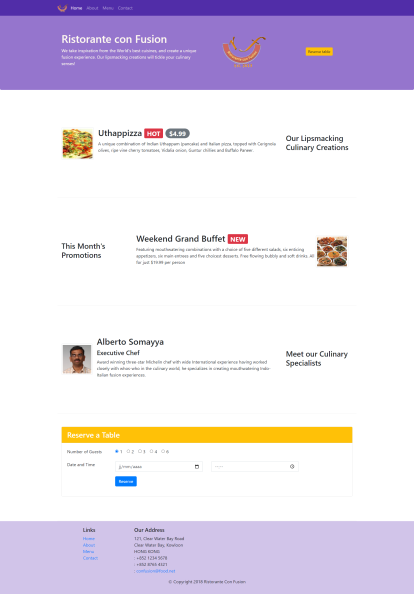 Home About Menu Contact
Ristorante con Fusion
We take inspiration from the World's best cuisines, and create a unique
fusion experience. Our lipsmacking creations will tickle your culinary
senses!
Reserve table
Uthappizza HOT $4.99
A unique combination of Indian Uthappam (pancake) and Italian pizza, topped with Cerignola
olives, ripe vine cherry tomatoes, Vidalia onion, Guntur chillies and Buffalo Paneer.
Our Lipsmacking
Culinary Creations
This Month's
Promotions
Weekend Grand Buffet NEW
Featuring mouthwatering combinations with a choice of five different salads, six enticing
appetizers, six main entrees and five choicest desserts. Free flowing bubbly and soft drinks. All
for just $19.99 per person
Alberto Somayya
Executive Chef
Award winning three-star Michelin chef with wide International experience having worked
closely with whos-who in the culinary world, he specializes in creating mouthwatering Indo-
Italian fusion experiences.
Meet our Culinary
Specialists
Reserve a Table
Number of Guests 1 2 3 4 6
Date and Time
Reserve
Links
Home
About
Menu
Contact
Our Address
121, Clear Water Bay Road
Clear Water Bay, Kowloon
HONG KONG
: +852 1234 5678
: +852 8765 4321
: confusion@food.net
© Copyright 2018 Ristorante Con Fusion